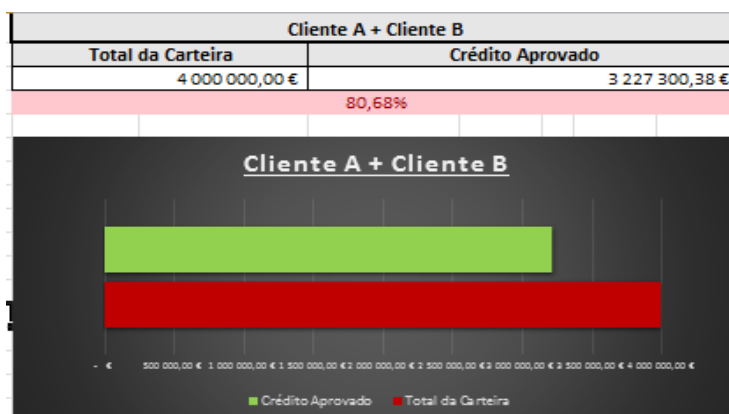 Cliente A + Cliente B
Total da Carteira Crédito Aprovado
4 000 000,00 € 3 227 300,38 €
80,68%
Cliente A + Cliente B
- € 500 000,00 € 1 000 000,00 € 1 500 000,00 € 2 000 000,00 € 2 500 000,00 € 3 000 000,00 € 3 500 000,00 € 4 000 000,00 €
Crédito Aprovado Total da Carteira